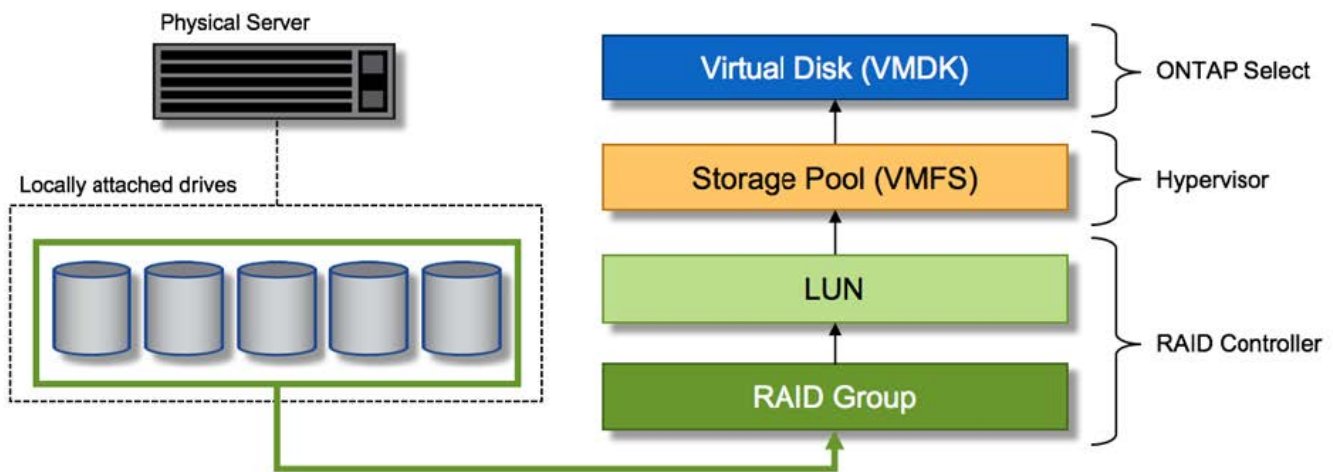 Physical Server
Locally attached drives
Virtual Disk (VMDK)
ONTAP Select
Storage Pool (VMFS)
Hypervisor
LUN
RAID Controller
RAID Group